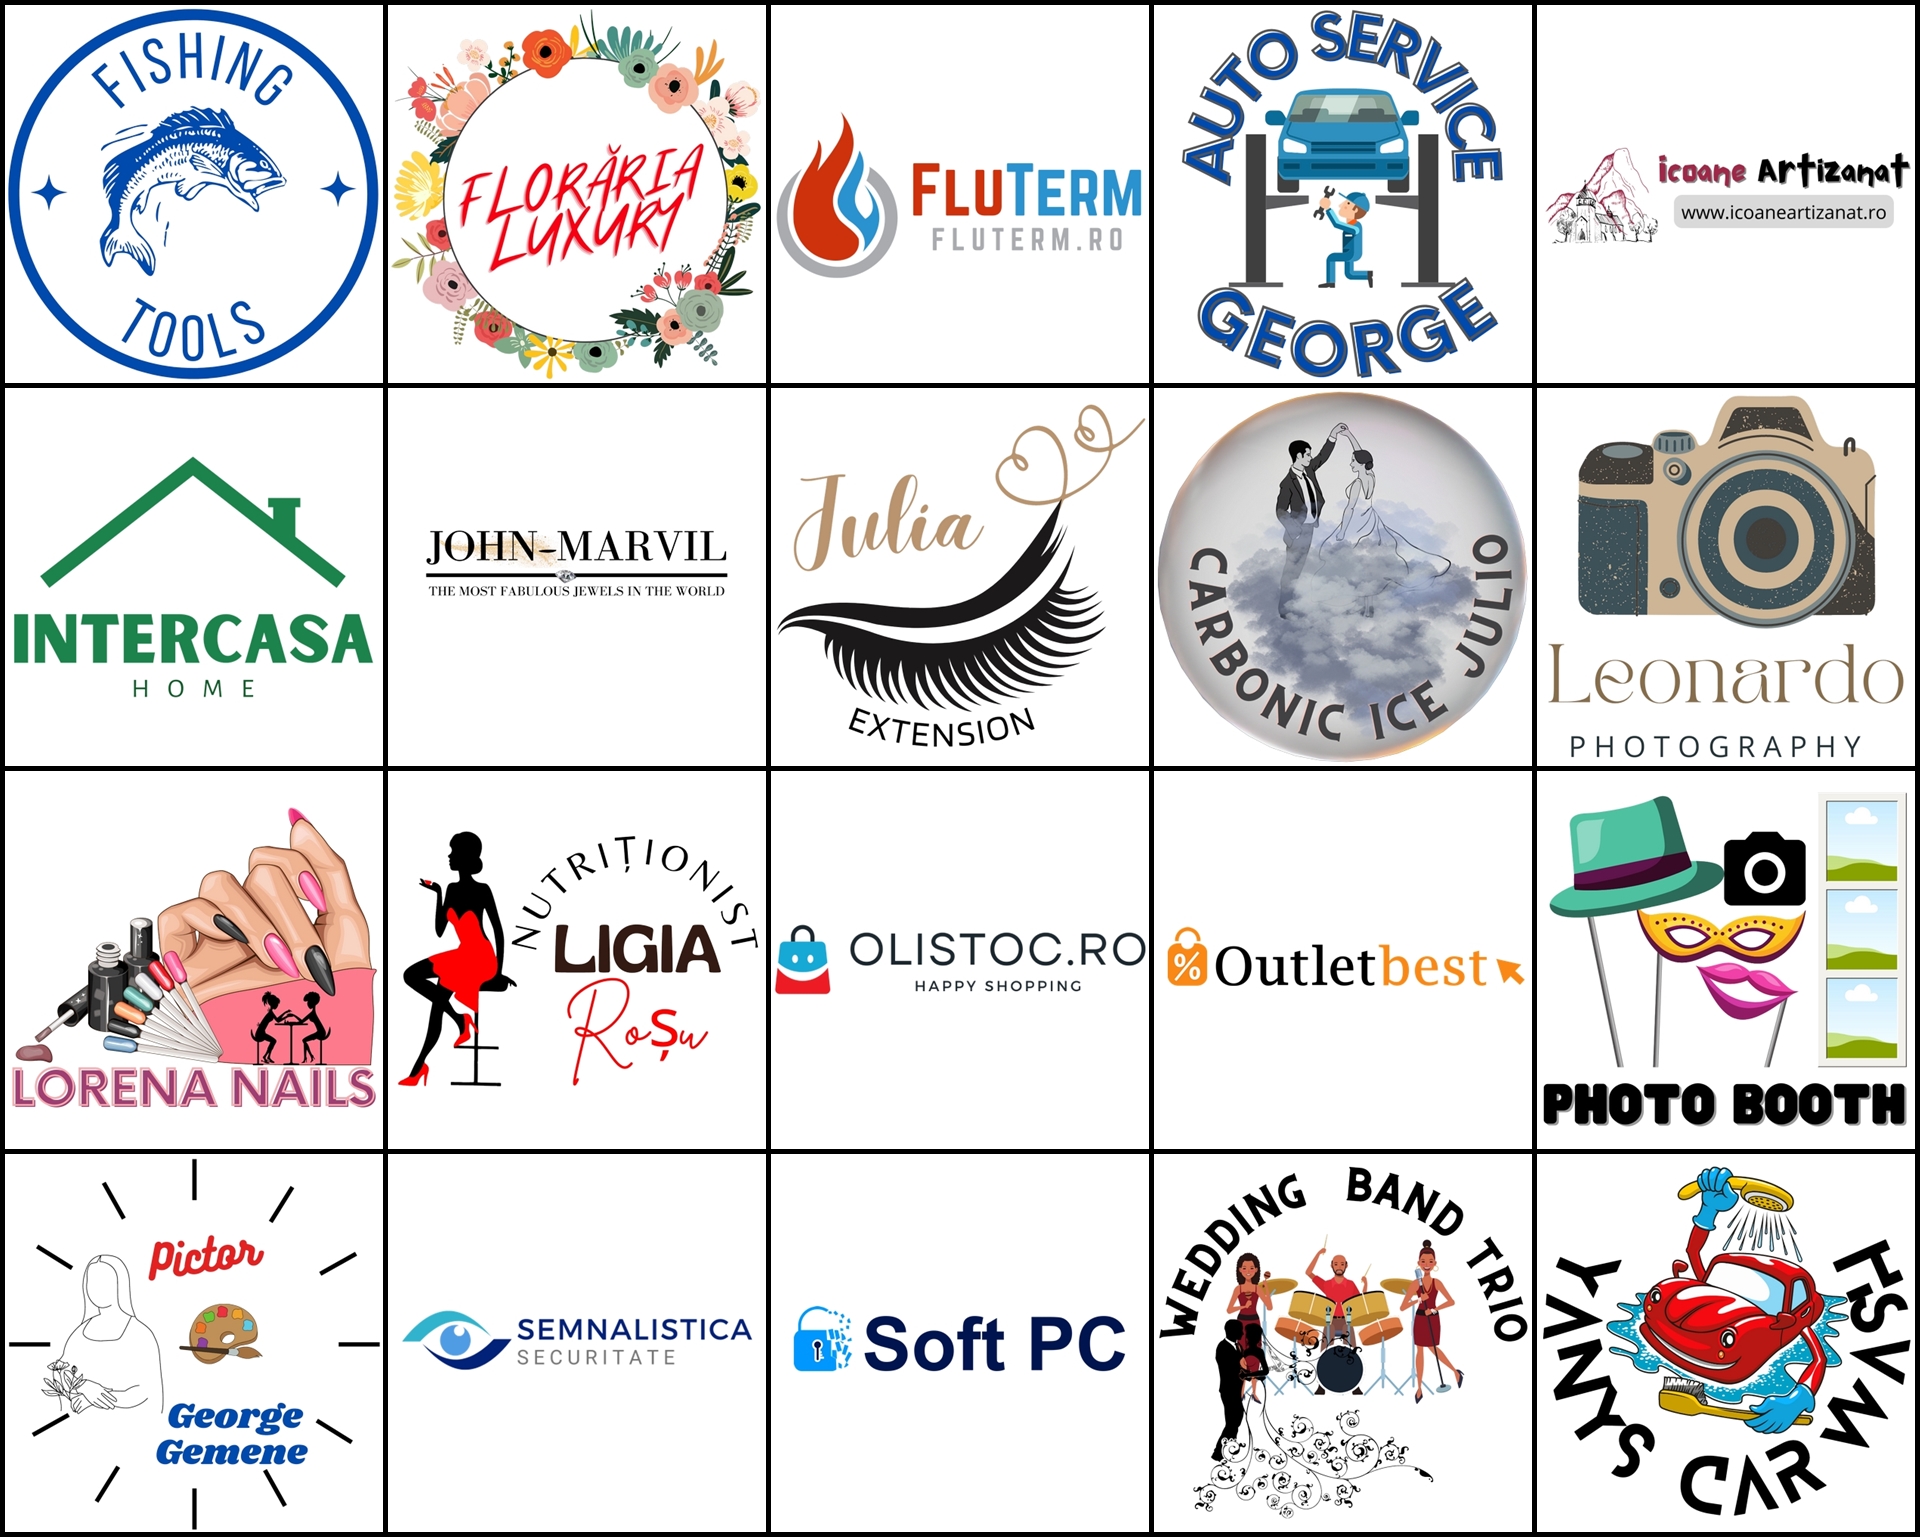 FISHING
TOOLS
FLORĂRIA
LUXURY
FLUTERM
FLUTERM.RO
AUTO SERVICE
GEORGE
icoane Artizanat
www.icoaneartizanat.ro
INTERCASA
HOME
JOHN-MARVIL
THE MOST FABULOUS JEWELS IN THE WORLD
Julia
EXTENSION
CARBONIC ICE JULIO
Leonardo
PHOTOGRAPHY
LORENA NAILS
NUTRIȚIONIST
LIGIA
Roșu
OLISTOC.RO
HAPPY SHOPPING
%
Outletbest
PHOTO BOOTH
Pictor
George
Gemene
SEMNALISTICA
SECURITATE
Soft PC
WEDDING BAND TRIO
YANYS CAR WASH